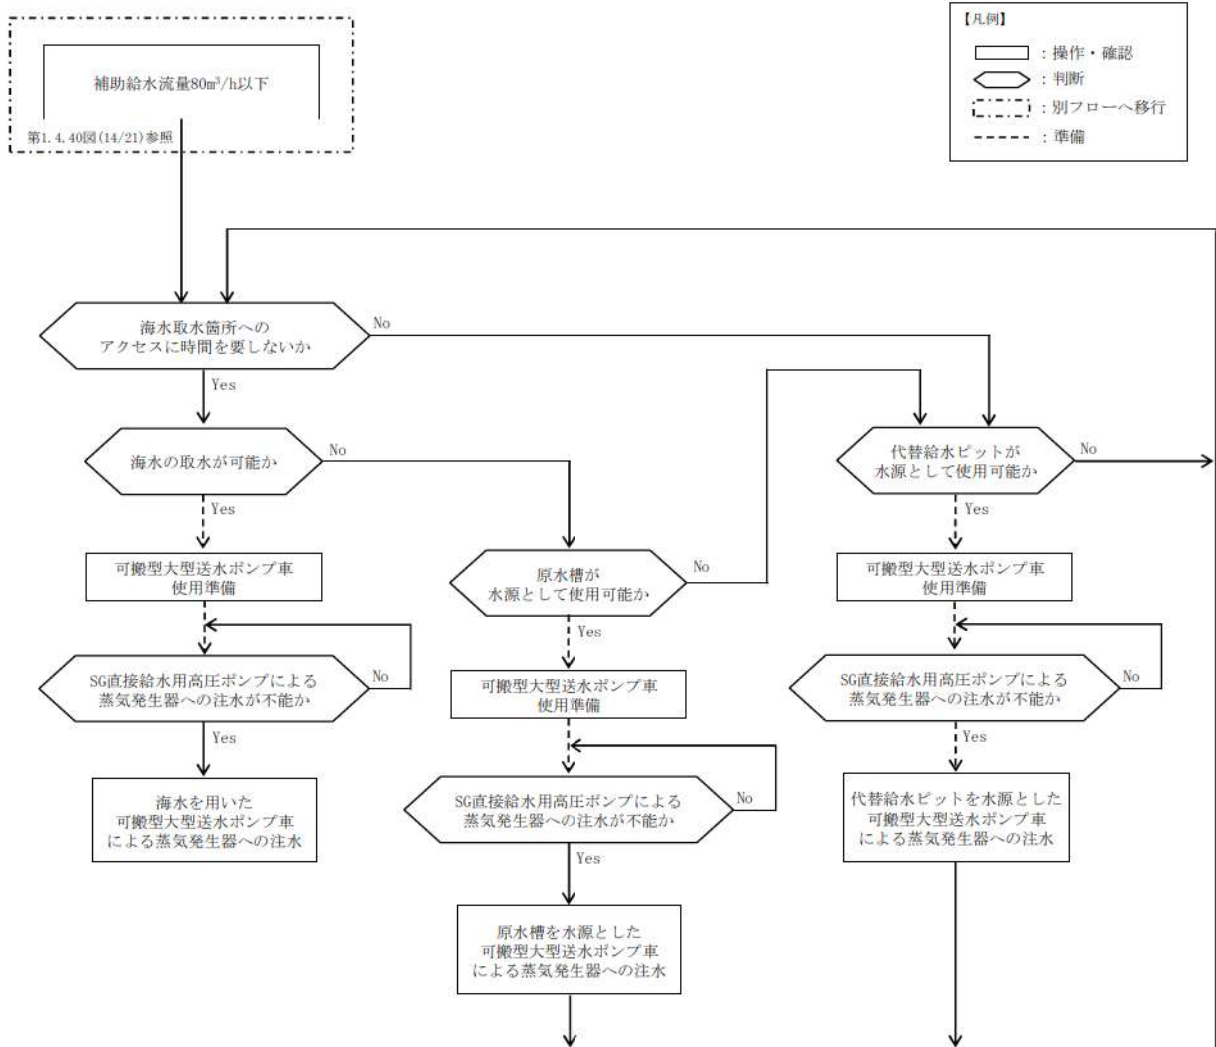 【凡例】
：操作・確認
：判断
：別フローへ移行
：準備
補助給水流量80m³/h以下
第1.4.40図(14/21)参照
海水取水箇所への
アクセスに時間を要しないか
No
Yes
海水の取水が可能か
No
Yes
可搬型大型送水ポンプ車
使用準備
SG直接給水用高圧ポンプによる
蒸気発生器への注水が不能か
No
Yes
海水を用いた
可搬型大型送水ポンプ車
による蒸気発生器への注水
原水槽が
水源として使用可能か
No
Yes
可搬型大型送水ポンプ車
使用準備
SG直接給水用高圧ポンプによる
蒸気発生器への注水が不能か
No
Yes
原水槽を水源とした
可搬型大型送水ポンプ車
による蒸気発生器への注水
代替給水ピットが
水源として使用可能か
No
Yes
可搬型大型送水ポンプ車
使用準備
SG直接給水用高圧ポンプによる
蒸気発生器への注水が不能か
No
Yes
代替給水ピットを水源とした
可搬型大型送水ポンプ車
による蒸気発生器への注水